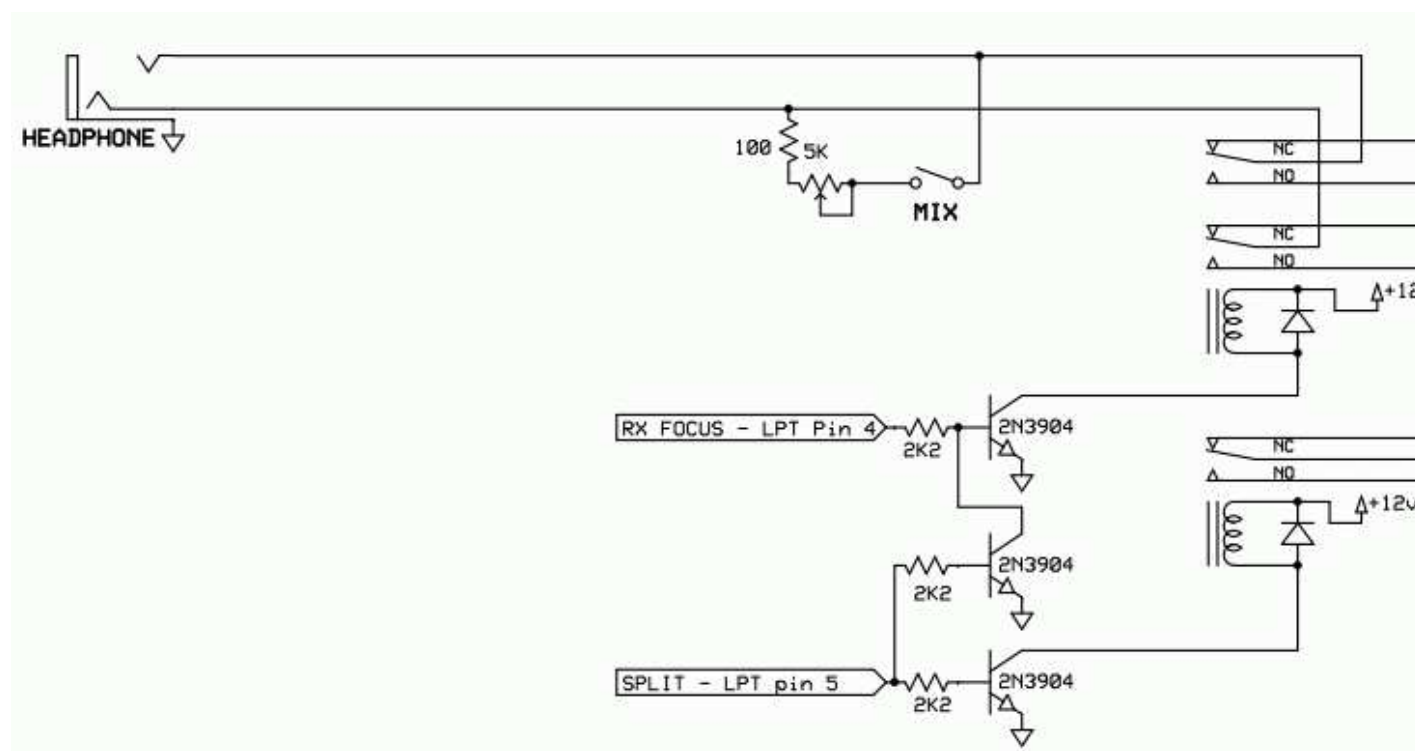 HEADPHONE
100
5K
MIX
NC
NO
NC
NO
+12
RX FOCUS - LPT Pin 4
2K2
2N3904
NC
NO
+12v
2K2
2N3904
SPLIT - LPT pin 5
2K2
2N3904